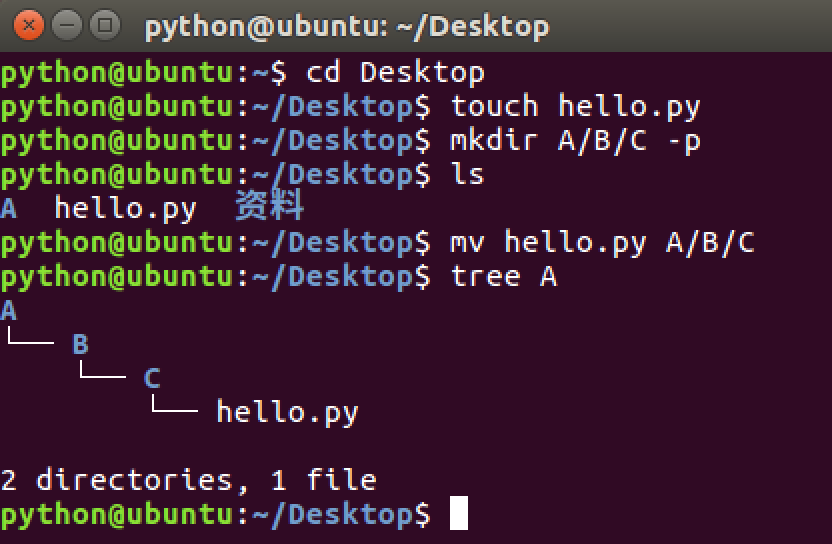 python@ubuntu: ~/Desktop
python@ubuntu:~$ cd Desktop
python@ubuntu:~/Desktop$ touch hello.py
python@ubuntu:~/Desktop$ mkdir A/B/C -p
python@ubuntu:~/Desktop$ ls
A  hello.py  资料
python@ubuntu:~/Desktop$ mv hello.py A/B/C
python@ubuntu:~/Desktop$ tree A
A
└── B
    └── C
        └── hello.py
2 directories, 1 file
python@ubuntu:~/Desktop$